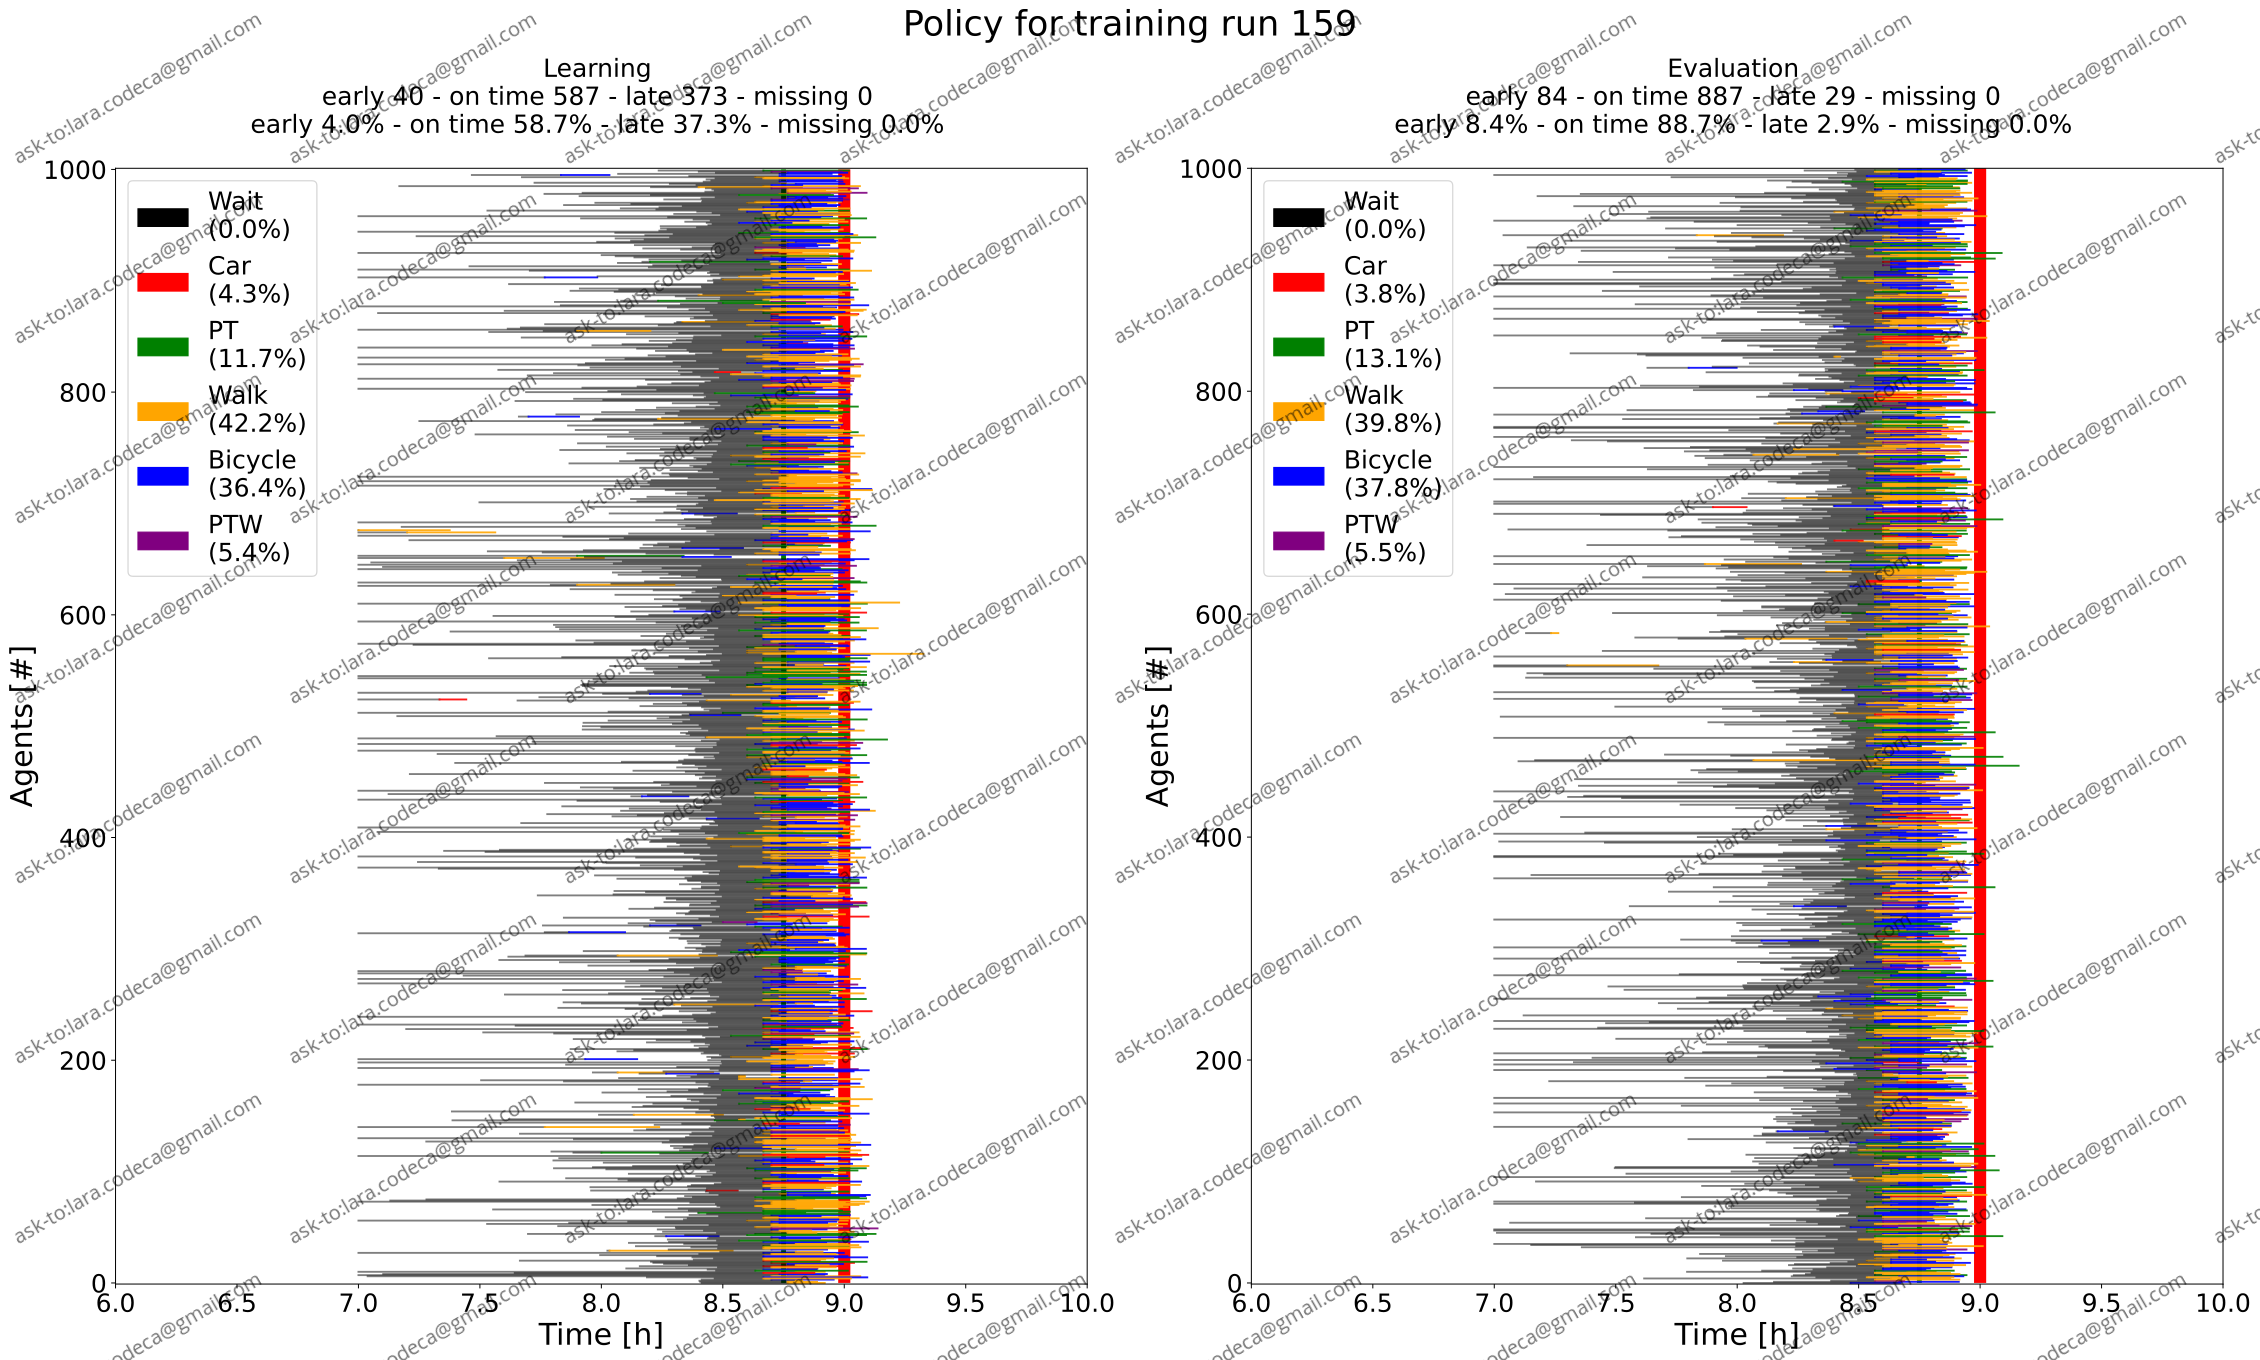 Policy for training run 159
Learning
early 40 - on time 587 - late 373 - missing 0
early 4.0% - on time 58.7% - late 37.3% - missing 0.0%
1000
800
600
400
200
0
Agents [#]
Wait
(0.0%)
Car
(4.3%)
PT
(11.7%)
Walk
(42.2%)
Bicycle
(36.4%)
PTW
(5.4%)
6.0 6.5 7.0 7.5 8.0 8.5 9.0 9.5 10.0
Time [h]
Evaluation
early 84 - on time 887 - late 29 - missing 0
early 8.4% - on time 88.7% - late 2.9% - missing 0.0%
1000
800
600
400
200
0
Agents [#]
Wait
(0.0%)
Car
(3.8%)
PT
(13.1%)
Walk
(39.8%)
Bicycle
(37.8%)
PTW
(5.5%)
6.0 6.5 7.0 7.5 8.0 8.5 9.0 9.5 10.0
Time [h]
ask-to:lara.codeca@gmail.com